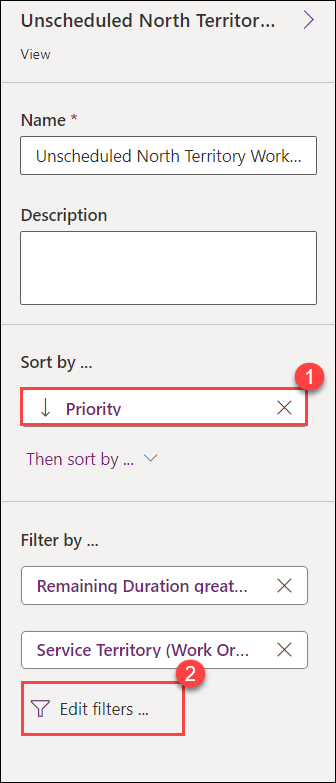 Unscheduled North Territor...
View
Name *
Unscheduled North Territory Work...
Description
Sort by ...
1
Priority
Then sort by ...
Filter by ...
Remaining Duration great...
Service Territory (Work Or...
2
Edit filters ...